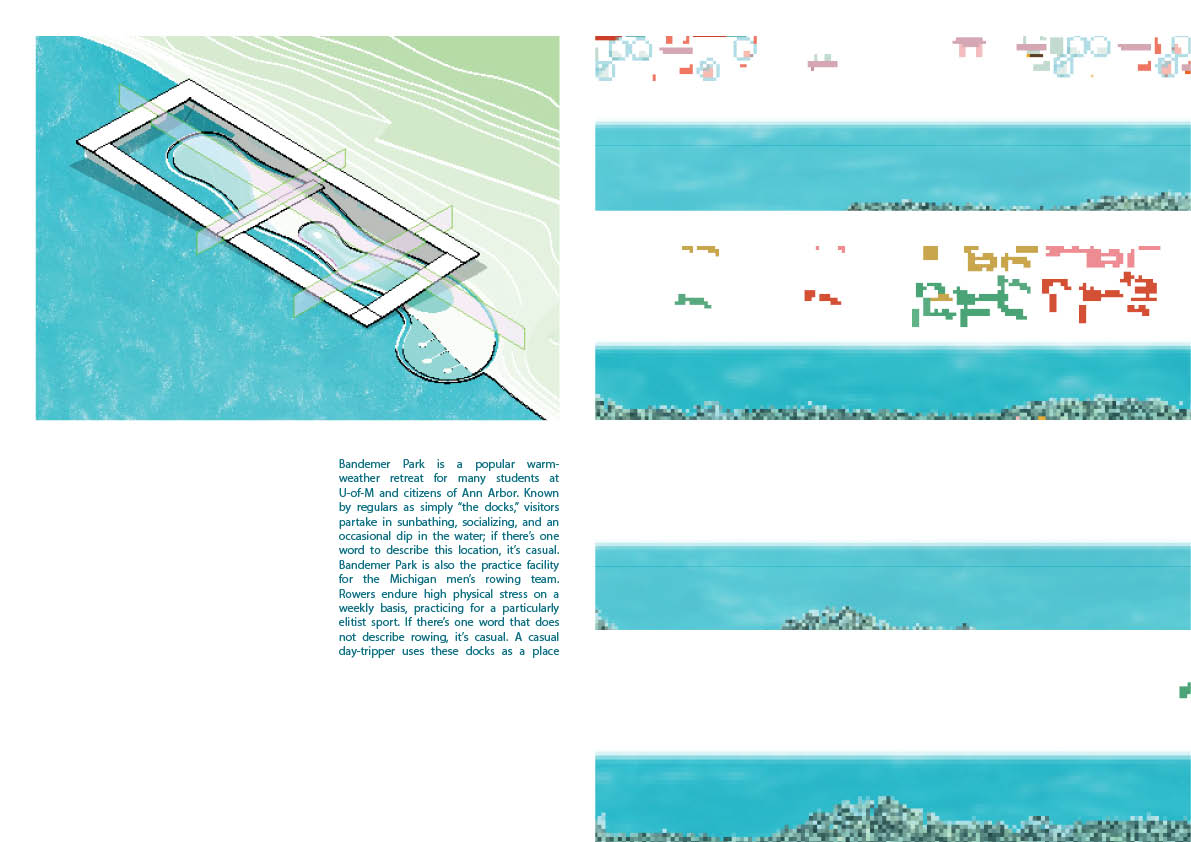 Bandemer Park is a popular warm-
weather retreat for many students at
U-of-M and citizens of Ann Arbor. Known
by regulars as simply “the docks,” visitors
partake in sunbathing, socializing, and an
occasional dip in the water; if there’s one
word to describe this location, it’s casual.
Bandemer Park is also the practice facility
for the Michigan men’s rowing team.
Rowers endure high physical stress on a
weekly basis, practicing for a particularly
elitist sport. If there’s one word that does
not describe rowing, it’s casual. A casual
day-tripper uses these docks as a place